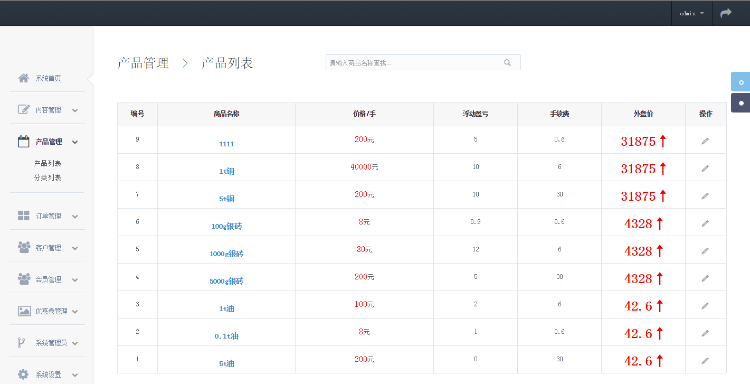 admin
产品管理 > 产品列表
请输入商品名称查找...
系统首页
内容管理
产品管理
产品列表
分类列表
订单管理
客户管理
会员管理
优惠券管理
系统管理员
系统设置
编号 商品名称 价格/手 浮动盈亏 手续费 外盘价 操作
9 1111 200元 5 0.6 31875↑
8 1t铜 40000元 10 6 31875↑
7 5t铜 200元 10 30 31875↑
6 100g银砖 8元 0.6 4328↑
5 1000g银砖 80元 12 6 4328↑
4 5000g银砖 200元 5 30 4328↑
3 1t油 100元 2 6 42.6↑
2 0.1t油 8元 1 0.6 42.6↑
1 5t油 200元 0 30 42.6↑